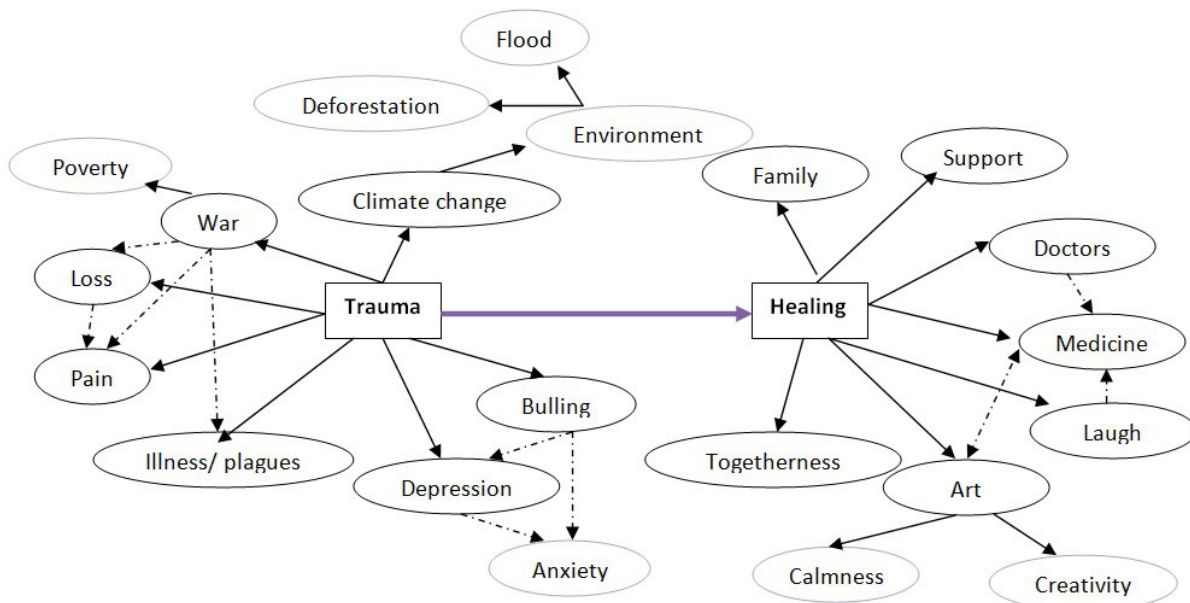 Flood
Deforestation
Environment
Poverty
Climate change
Family
Support
War
Loss
Doctors
Trauma
Healing
Pain
Medicine
Bulling
Laugh
Illness/ plagues
Depression
Togetherness
Art
Anxiety
Calmness
Creativity